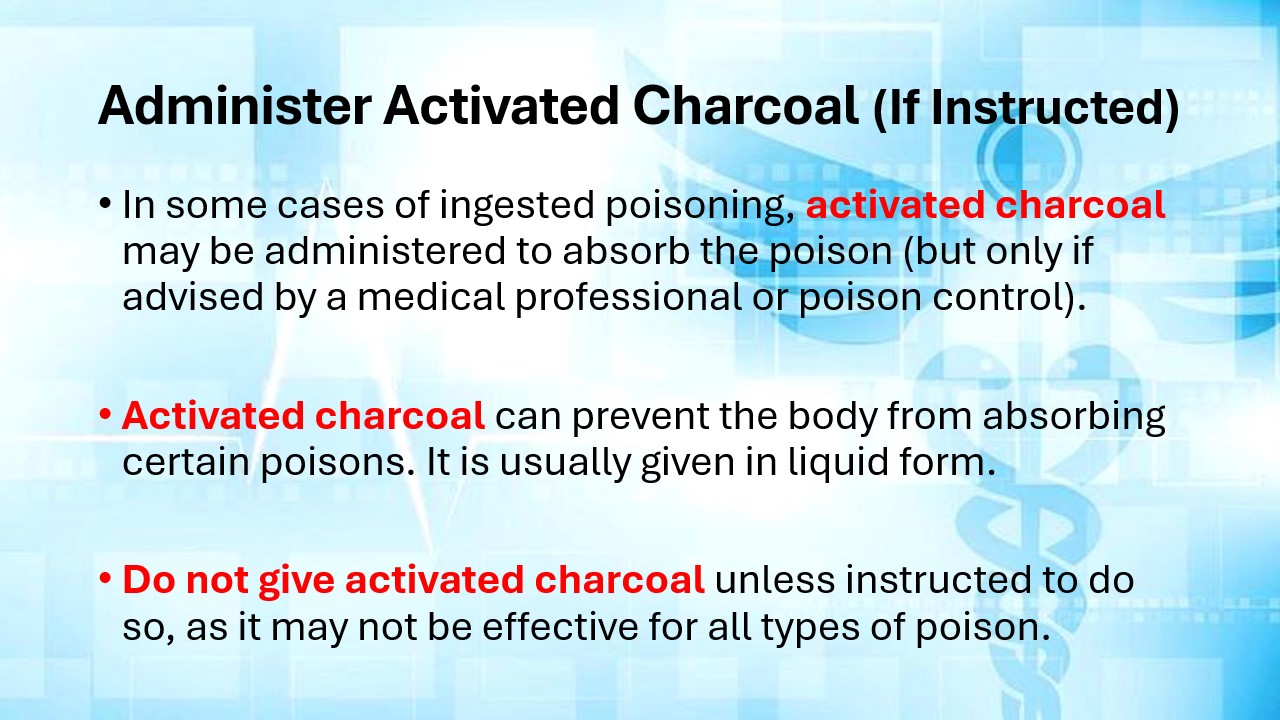 Administer Activated Charcoal (If Instructed)
• In some cases of ingested poisoning, activated charcoal
may be administered to absorb the poison (but only if
advised by a medical professional or poison control).
• Activated charcoal can prevent the body from absorbing
certain poisons. It is usually given in liquid form.
• Do not give activated charcoal unless instructed to do
so, as it may not be effective for all types of poison.